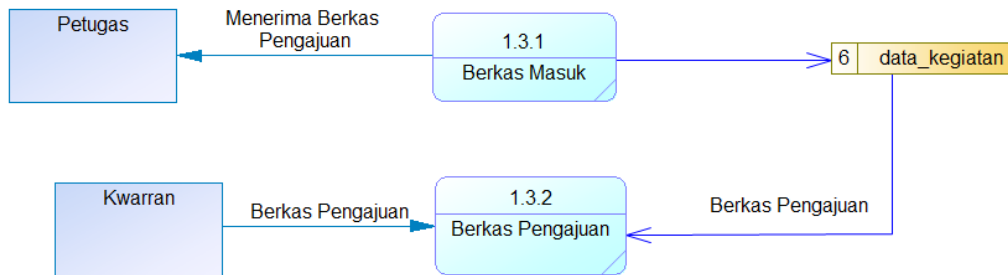 Petugas
Menerima Berkas
Pengajuan
1.3.1
Berkas Masuk
6 data_kegiatan
Kwarran
Berkas Pengajuan
1.3.2
Berkas Pengajuan
Berkas Pengajuan